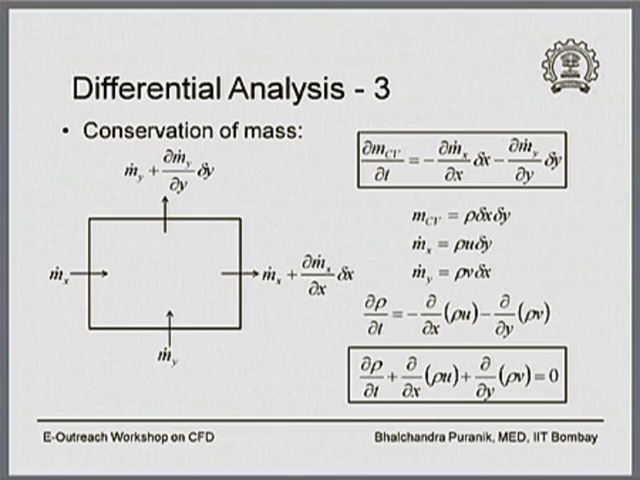 Differential Analysis - 3
• Conservation of mass:
ṁ_y + ∂ṁ_y/∂y δy
ṁ_x
ṁ_x + ∂ṁ_x/∂x δx
ṁ_y
∂m_CV/∂t = -∂ṁ_x/∂x δx - ∂ṁ_y/∂y δy
m_CV = ρδxδy
ṁ_x = ρuδy
ṁ_y = ρvδx
∂ρ/∂t = -∂/∂x (ρu) - ∂/∂y (ρv)
∂ρ/∂t + ∂/∂x (ρu) + ∂/∂y (ρv) = 0
E-Outreach Workshop on CFD
Bhalchandra Puranik, MED, IIT Bombay